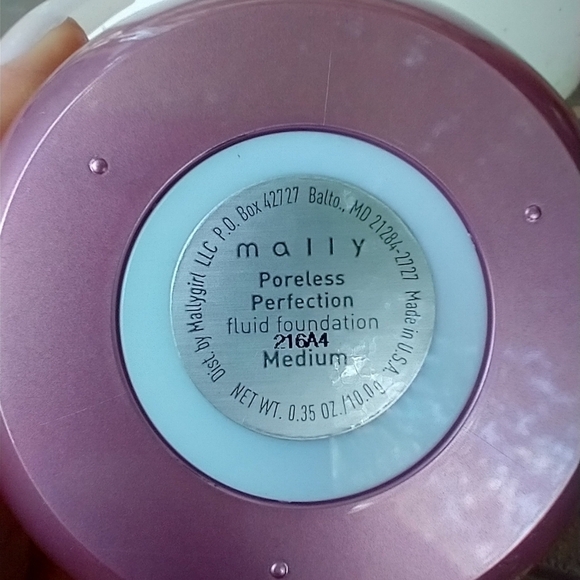 Dist. by Mallygirl LLC P.O. Box 42727 Balto., MD 21284-2727 Made in U.S.A.
mally
Poreless
Perfection
fluid foundation
216A4
Medium
NET WT. 0.35 OZ./10.0g